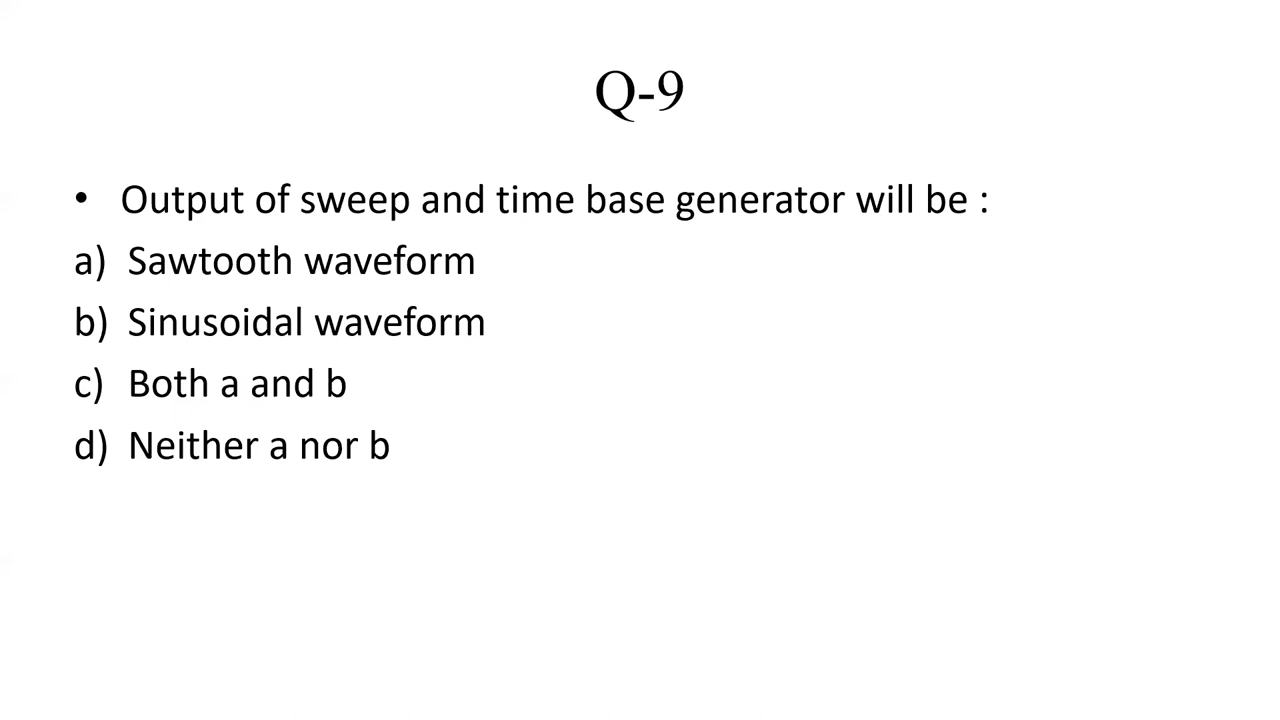 Q-9
• Output of sweep and time base generator will be :
a) Sawtooth waveform
b) Sinusoidal waveform
c) Both a and b
d) Neither a nor b